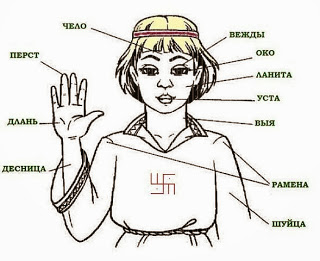 ЧЕЛО
ВЕЖДЫ
ОКО
ПЕРСТ
ЛАНИТА
УСТА
ДЛАНЬ
ВЫЯ
ДЕСНИЦА
РАМЕНА
ШУЙЦА